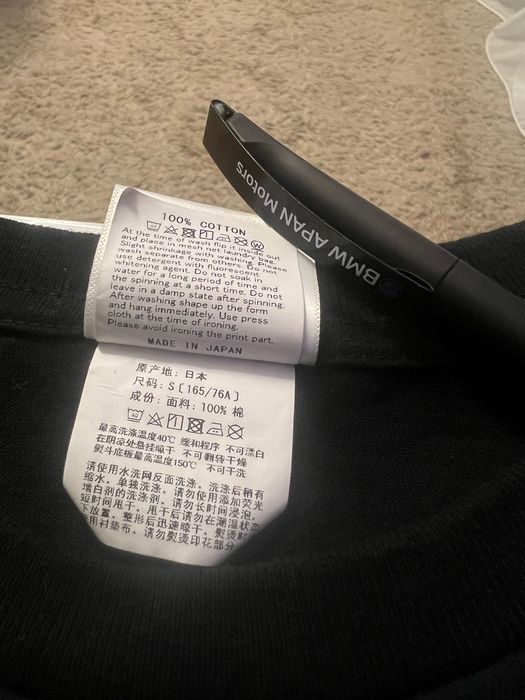 BMW APAN Motors
100% COTTON
At the time of wash flip it inside out
and place in mesh net laundry bag.
Slight shrinkage with washing. Please
wash separate from others. Do not
use detergent with fluorescent
whitening agent. Do not soak in
water for a long period of time and
the spinning at a short time. Do not
leave in a damp state after spinning.
After washing shape up the form
and hang immediately. Use press
cloth at the time of ironing.
Please avoid ironing the print part.
MADE IN JAPAN
原产地: 日本
尺码: S [165/76A]
成份: 面料: 100% 棉
40
最高洗涤温度40℃ 缓和程序 不可漂白
在阴凉处悬挂晾干 不可翻转干燥
熨斗底板最高温度150℃ 不可干洗
请使用水洗网反面洗涤。洗涤后稍有
缩水。单独洗涤。请勿使用添加荧光
增白剂的洗涤剂。请勿长时间浸泡。
短时间甩干。甩干后请勿在潮湿状态
下放置。整形后迅速晾干。熨烫时
用衬垫布。请勿熨烫印花部分